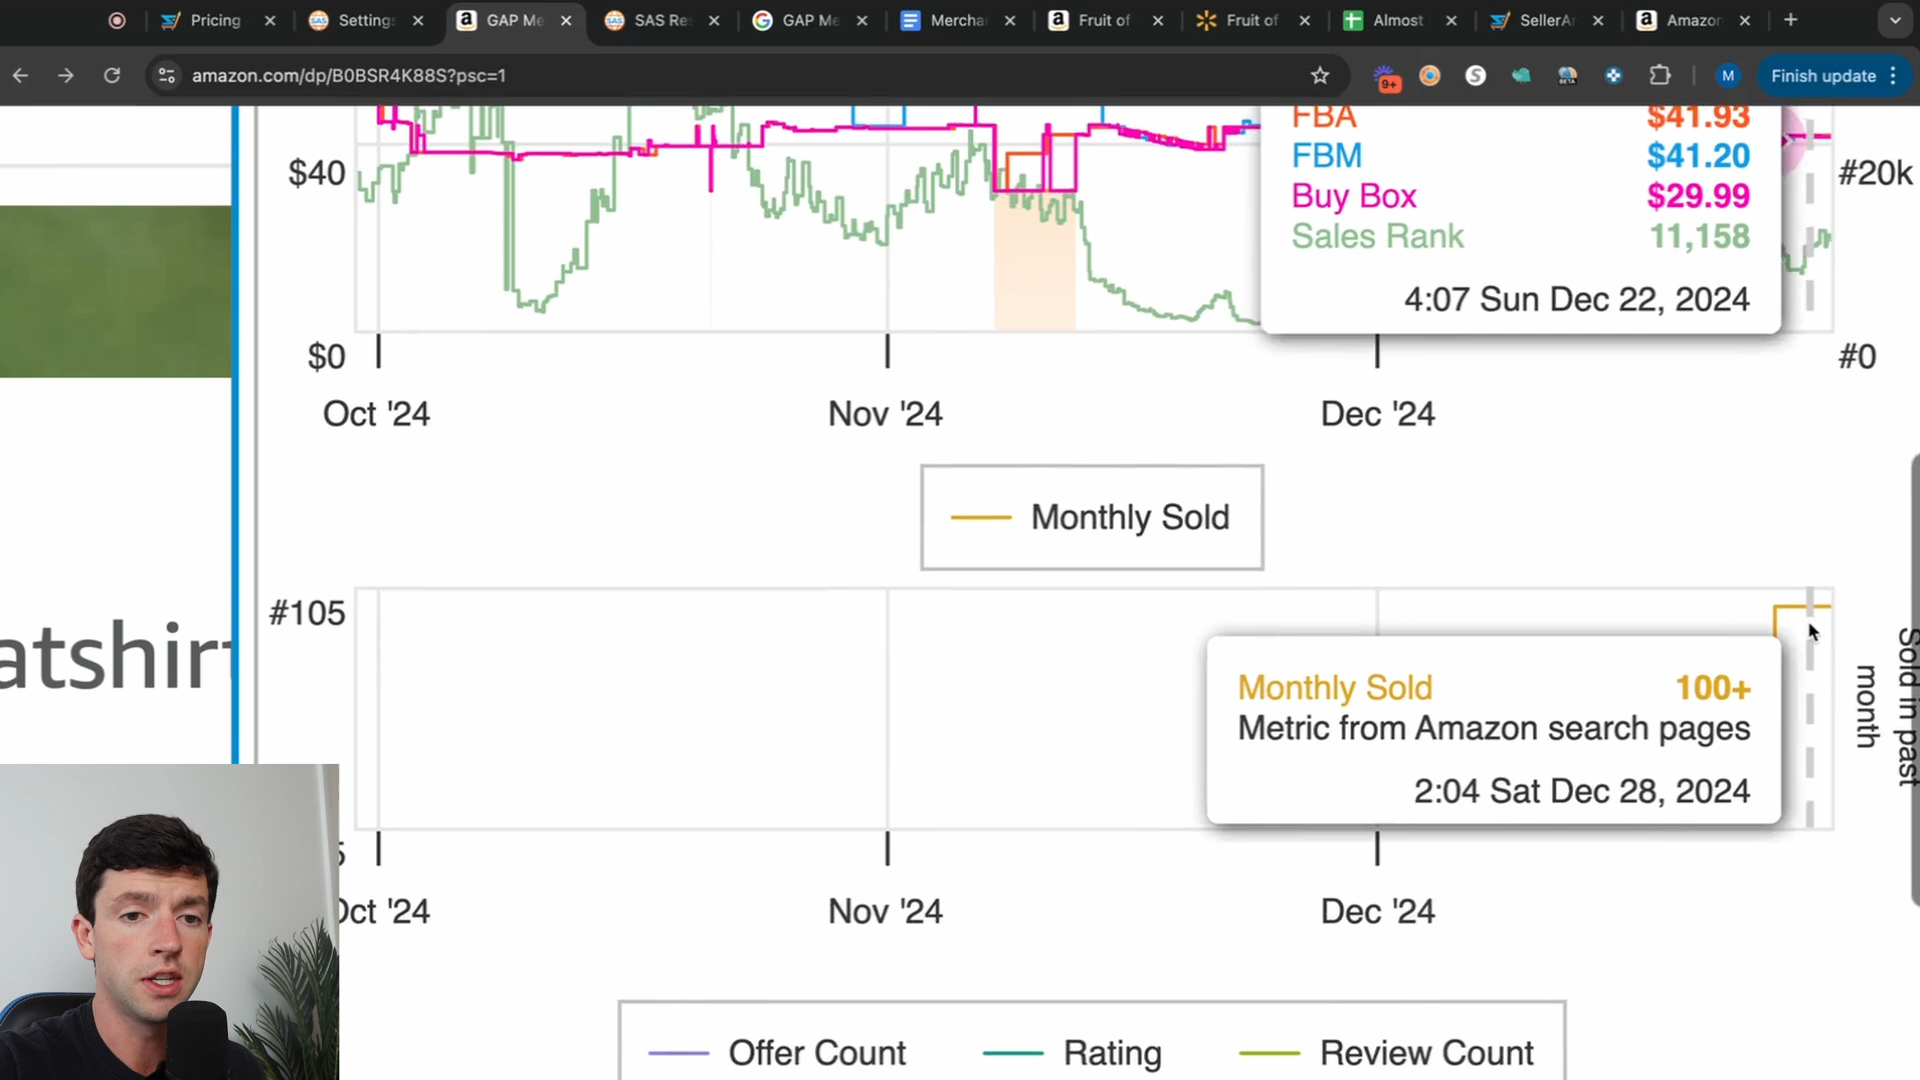 Pricing
Settings
GAP Me
SAS Re
GAP Me
Mercha
Fruit of
Fruit of
Almost
SellerA
Amazon
amazon.com/dp/B0BSR4K88S?psc=1
9+
S
BETA
M
Finish update
FBA $41.93
$40
FBM $41.20
#20k
Buy Box $29.99
Sales Rank 11,158
4:07 Sun Dec 22, 2024
$0
#0
Oct '24
Nov '24
Dec '24
Monthly Sold
#105
atshirt
Monthly Sold 100+
Metric from Amazon search pages
2:04 Sat Dec 28, 2024
Sold in past
month
Oct '24
Nov '24
Dec '24
Offer Count
Rating
Review Count